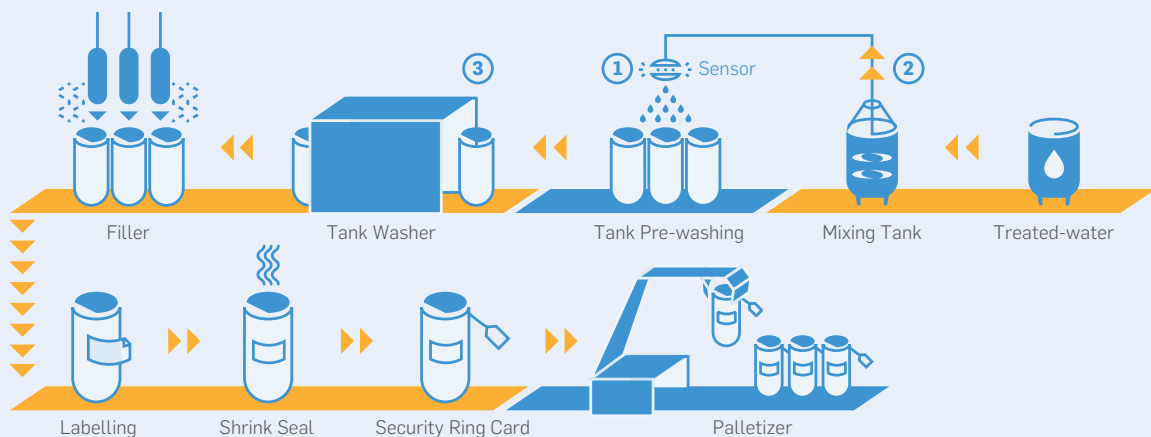 3
1
Sensor
2
Filler
Tank Washer
Tank Pre-washing
Mixing Tank
Treated-water
Labelling
Shrink Seal
Security Ring Card
Palletizer